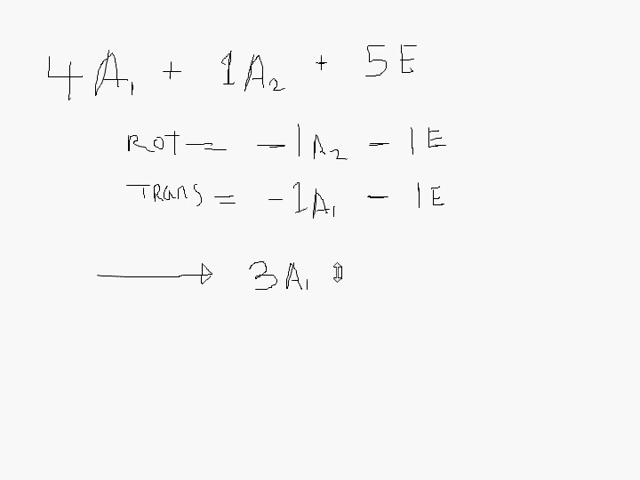 4A₁ + 1A₂ + 5E
ROT = -1A₂ - 1E
TRans = -1A₁ - 1E
→ 3A₁